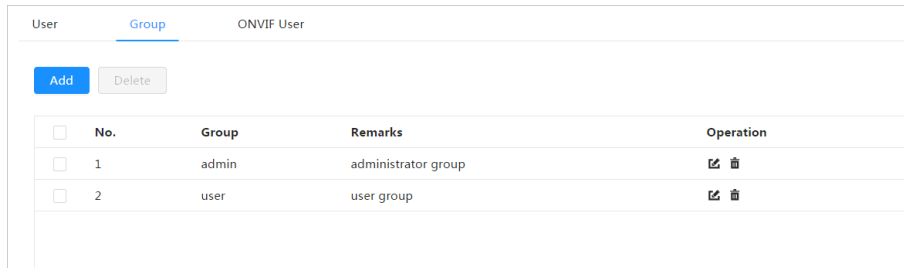 User Group ONVIF User
Add Delete
No. Group Remarks Operation
1 admin administrator group
2 user user group